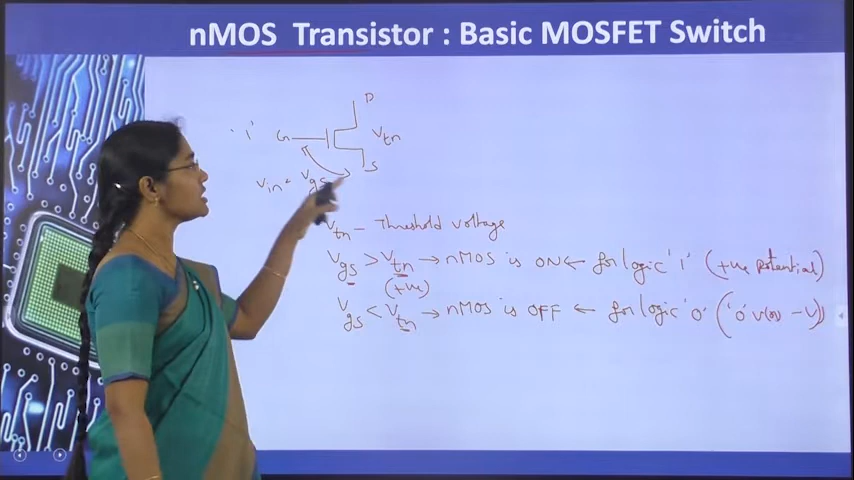 nMOS Transistor : Basic MOSFET Switch
D
'1' G Vtn
S
Vin = Vgs
Vtn - Threshold Voltage
Vgs > Vtn → nMOS is ON ← for logic '1' (+ve potential)
(+ve)
Vgs < Vtn → nMOS is OFF ← for logic '0' ('0' V (or) -V)